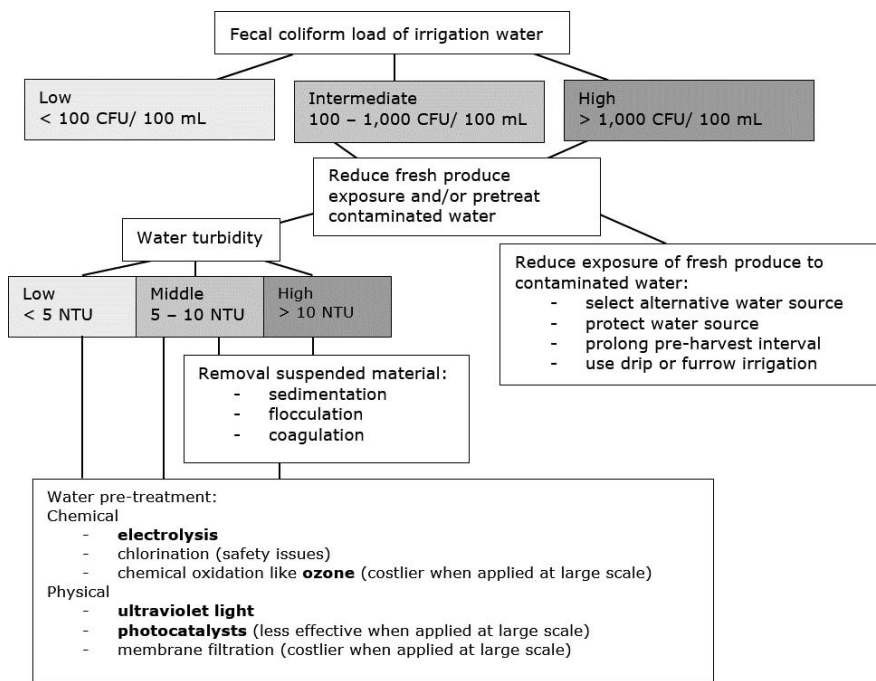 Fecal coliform load of irrigation water
Low
< 100 CFU/ 100 mL
Intermediate
100 – 1,000 CFU/ 100 mL
High
> 1,000 CFU/ 100 mL
Reduce fresh produce
exposure and/or pretreat
contaminated water
Water turbidity
Low
< 5 NTU
Middle
5 – 10 NTU
High
> 10 NTU
Reduce exposure of fresh produce to
contaminated water:
- select alternative water source
- protect water source
- prolong pre-harvest interval
- use drip or furrow irrigation
Removal suspended material:
- sedimentation
- flocculation
- coagulation
Water pre-treatment:
Chemical
- electrolysis
- chlorination (safety issues)
- chemical oxidation like ozone (costlier when applied at large scale)
Physical
- ultraviolet light
- photocatalysts (less effective when applied at large scale)
- membrane filtration (costlier when applied at large scale)